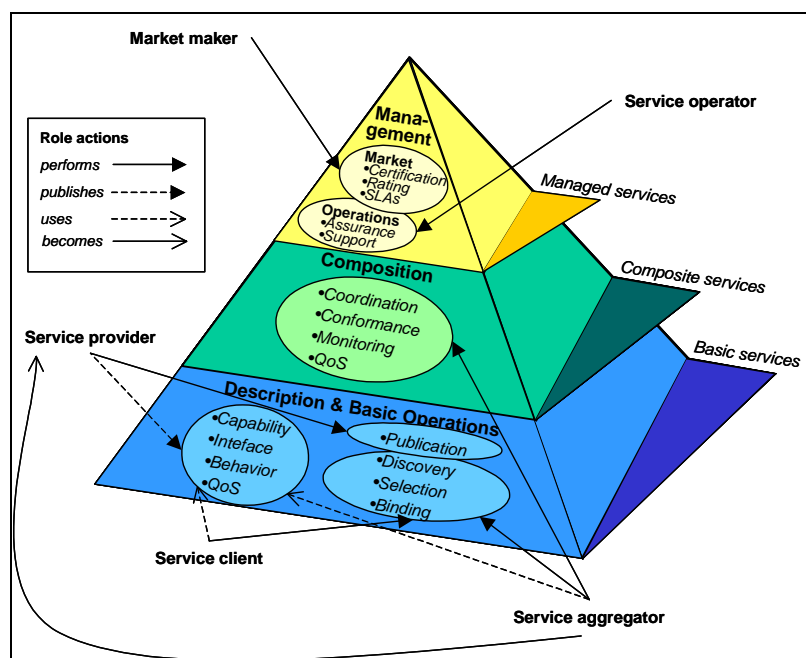 Market maker
Service operator
Role actions
performs
publishes
uses
becomes
Mana-
gement
Market
•Certification
•Rating
•SLAs
Operations
•Assurance
•Support
Managed services
Composition
•Coordination
•Conformance
•Monitoring
•QoS
Composite services
Service provider
Basic services
Description & Basic Operations
•Capability
•Inteface
•Behavior
•QoS
•Publication
•Discovery
•Selection
•Binding
Service client
Service aggregator